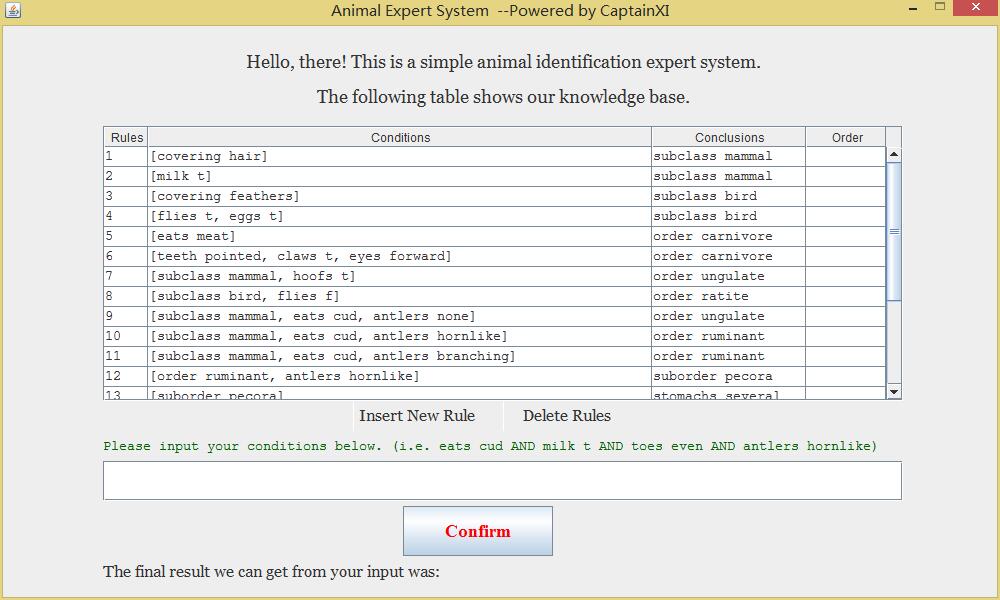 Animal Expert System --Powered by CaptainXI
Hello, there! This is a simple animal identification expert system.
The following table shows our knowledge base.
Rules Conditions Conclusions Order
1 [covering hair] subclass mammal
2 [milk t] subclass mammal
3 [covering feathers] subclass bird
4 [flies t, eggs t] subclass bird
5 [eats meat] order carnivore
6 [teeth pointed, claws t, eyes forward] order carnivore
7 [subclass mammal, hoofs t] order ungulate
8 [subclass bird, flies f] order ratite
9 [subclass mammal, eats cud, antlers none] order ungulate
10 [subclass mammal, eats cud, antlers hornlike] order ruminant
11 [subclass mammal, eats cud, antlers branching] order ruminant
12 [order ruminant, antlers hornlike] suborder pecora
13 [suborder pecora] stomachs several
Insert New Rule Delete Rules
Please input your conditions below. (i.e. eats cud AND milk t AND toes even AND antlers hornlike)
Confirm
The final result we can get from your input was: